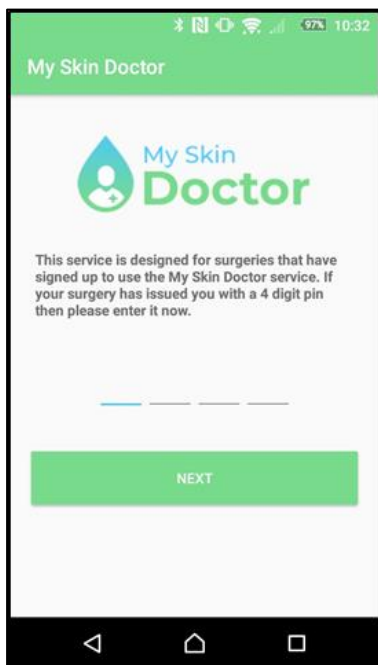 97% 10:32
My Skin Doctor
My Skin
Doctor
This service is designed for surgeries that have
signed up to use the My Skin Doctor service. If
your surgery has issued you with a 4 digit pin
then please enter it now.
NEXT